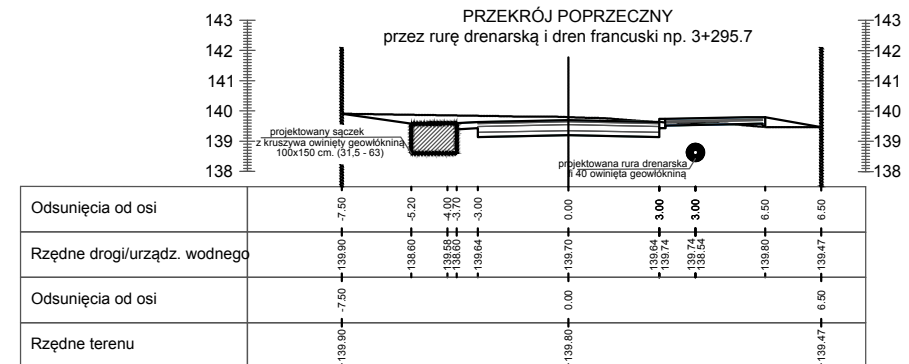 PRZEKRÓJ POPRZECZNY
przez rurę drenarską i dren francuski np. 3+295.7
143
142
141
140
139
138
143
142
141
140
139
138
projektowany sączek
z kruszywa owinięty geowłókniną
100x150 cm. (31,5 - 63)
projektowana rura drenarska
fi 40 owinięta geowłókniną
Odsunięcia od osi
-7.50 -5.20 -4.00 -3.70 -3.00 0.00 3.00 3.00 6.50 6.50
Rzędne drogi/urządz. wodnego
139.90 138.60 139.58 138.60 139.64 139.70 139.64 139.74 139.74 138.54 139.80 139.47
Odsunięcia od osi
-7.50 0.00 6.50
Rzędne terenu
139.90 139.80 139.47